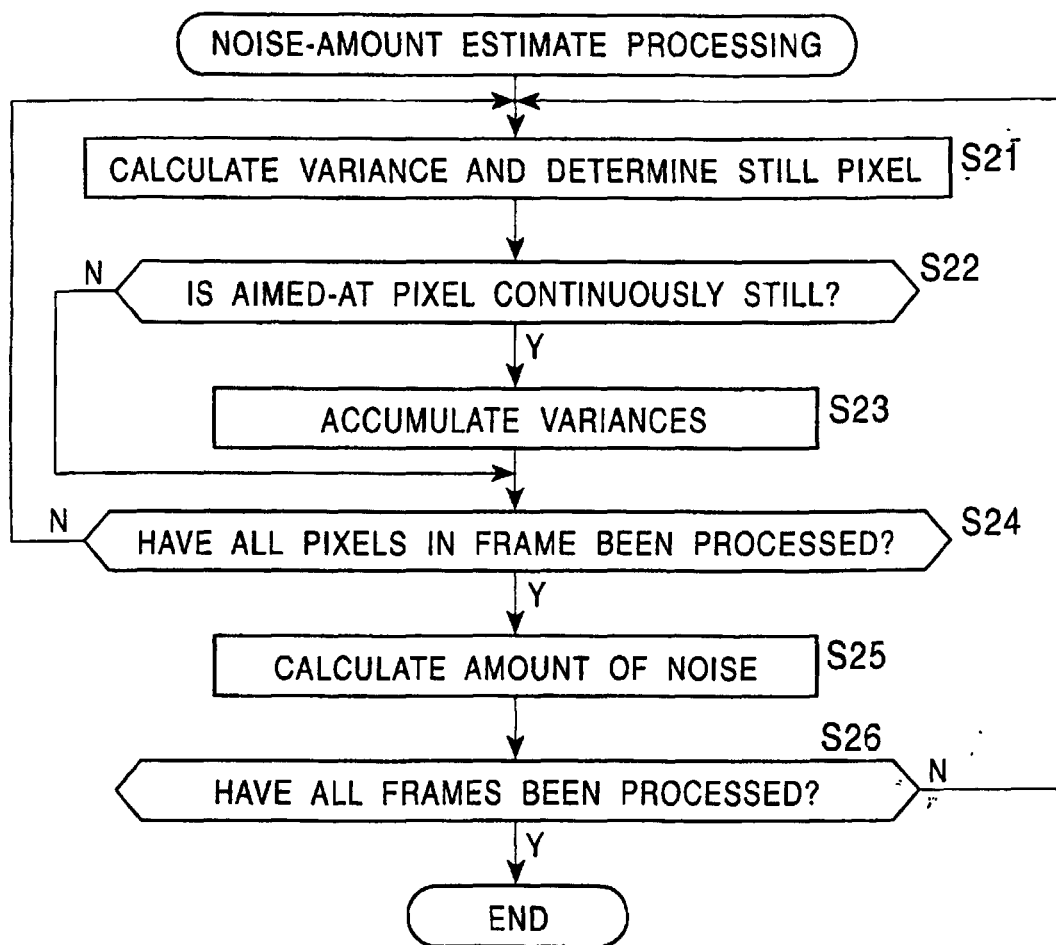 NOISE-AMOUNT ESTIMATE PROCESSING
CALCULATE VARIANCE AND DETERMINE STILL PIXEL
S21
N
IS AIMED-AT PIXEL CONTINUOUSLY STILL?
S22
Y
ACCUMULATE VARIANCES
S23
N
HAVE ALL PIXELS IN FRAME BEEN PROCESSED?
S24
Y
CALCULATE AMOUNT OF NOISE
S25
S26
HAVE ALL FRAMES BEEN PROCESSED?
N
Y
END